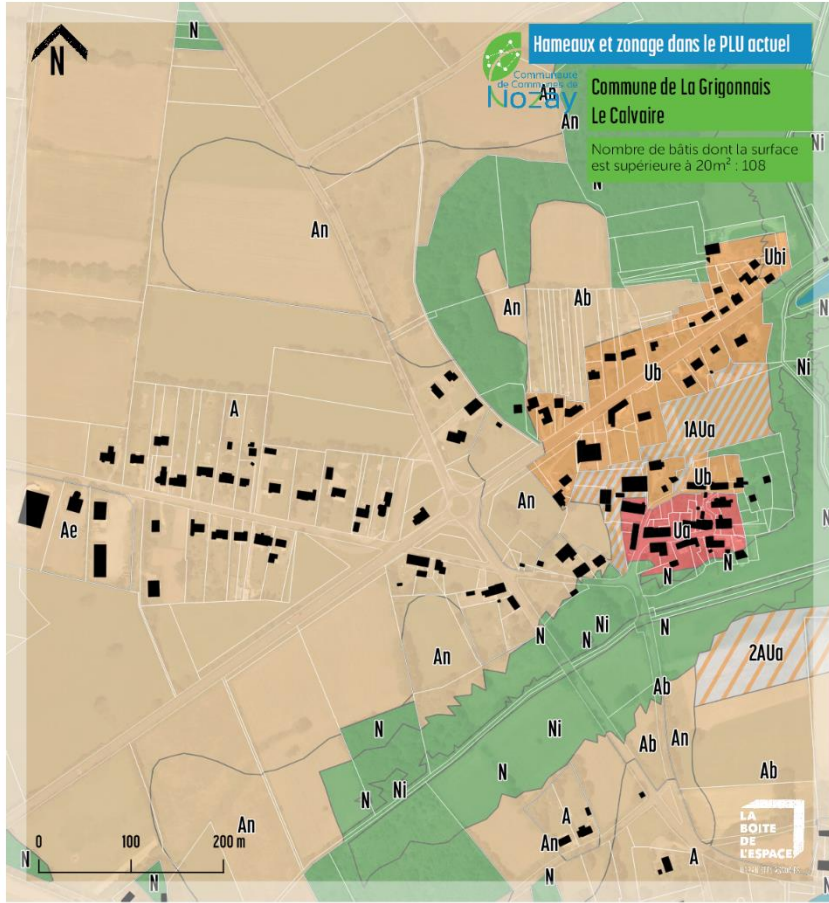 N
N
Hameaux et zonage dans le PLU actuel
Communauté
de Communes de
Nozay
Commune de La Grigonnais
Le Calvaire
Nombre de bâtis dont la surface
est supérieure à 20m² : 108
An
An
Ni
N
An
Ubi
Ab
An
N
Ni
Ub
A
1AUa
An
Ub
Ae
Ua
N
N
N
Ni
N
N
N
An
2AUa
Ab
Ni
An
N
Ab
N
Ab
N
Ni
A
An
An
0
100
200 m
LA
BOITE
DE
L'ESPACE
A
N
N
N
N